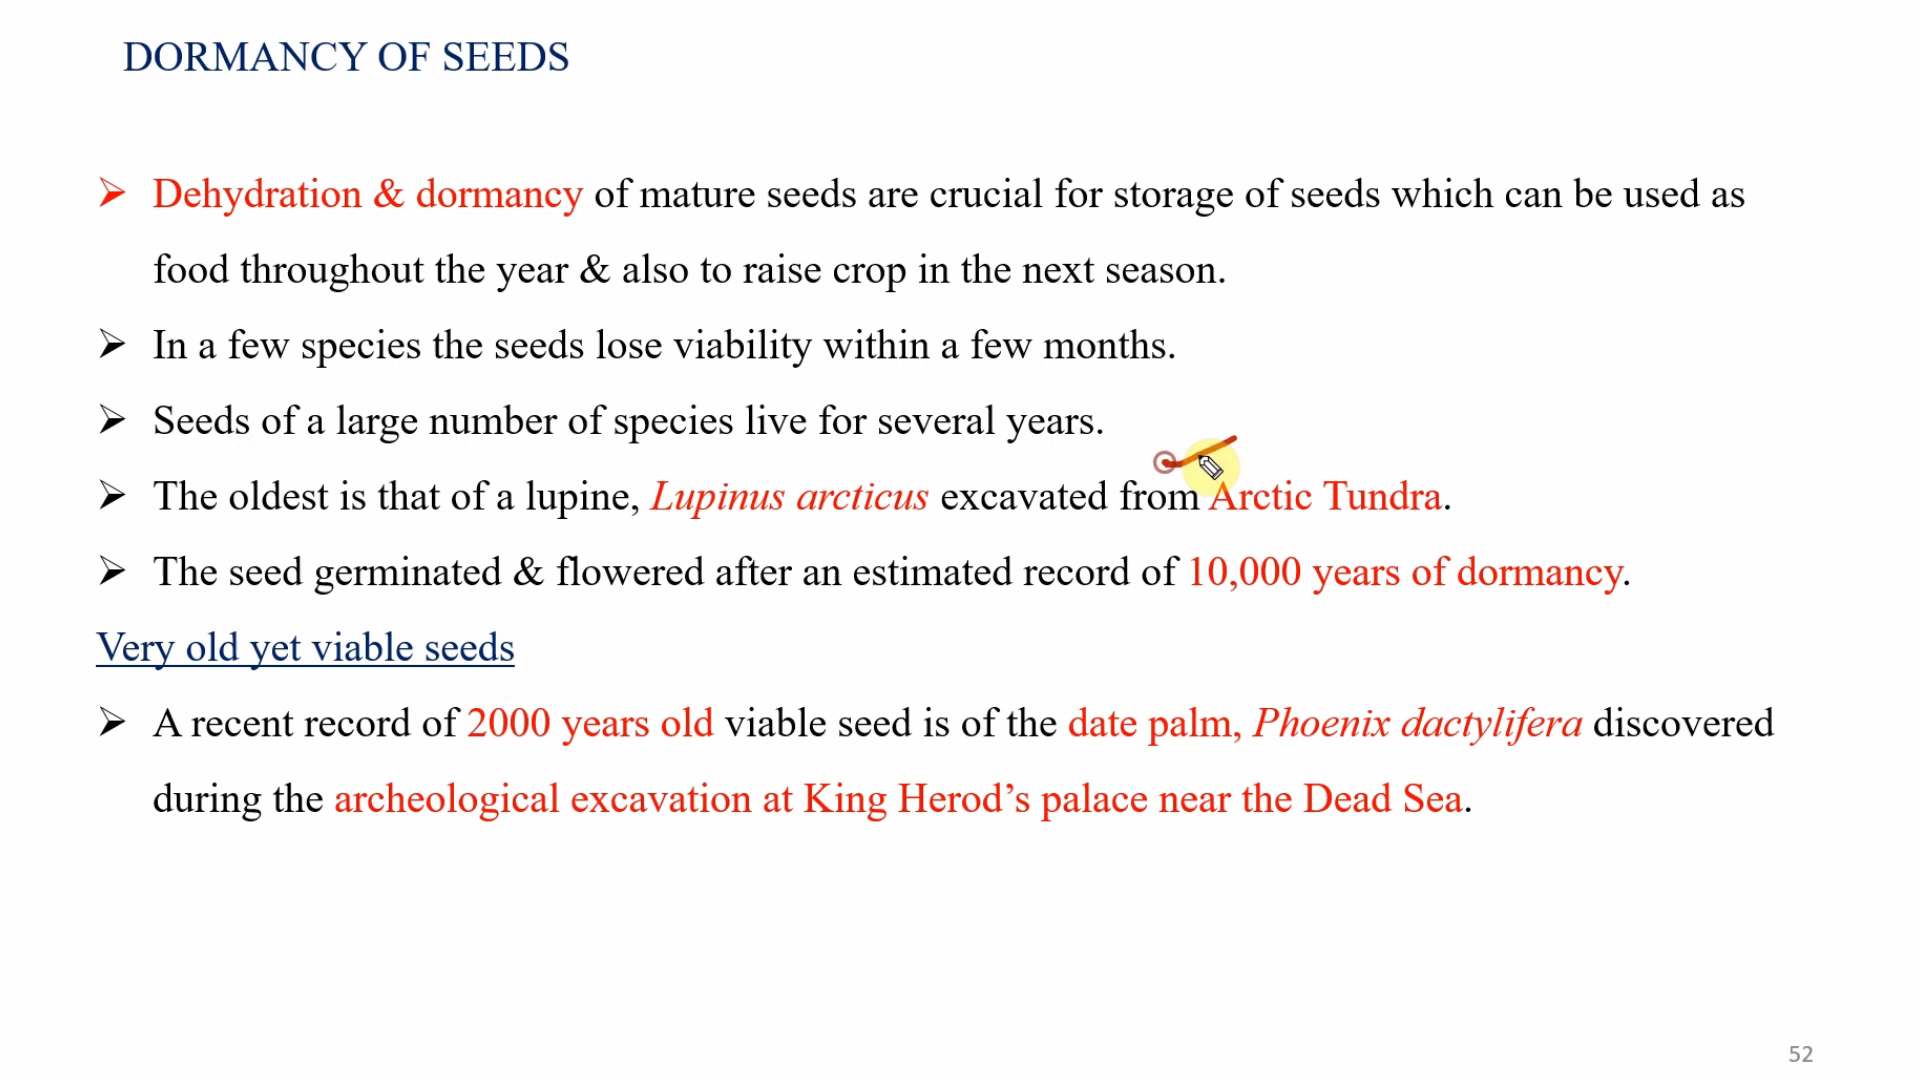 DORMANCY OF SEEDS
➢ Dehydration & dormancy of mature seeds are crucial for storage of seeds which can be used as
food throughout the year & also to raise crop in the next season.
➢ In a few species the seeds lose viability within a few months.
➢ Seeds of a large number of species live for several years.
➢ The oldest is that of a lupine, Lupinus arcticus excavated from Arctic Tundra.
➢ The seed germinated & flowered after an estimated record of 10,000 years of dormancy.
Very old yet viable seeds
➢ A recent record of 2000 years old viable seed is of the date palm, Phoenix dactylifera discovered
during the archeological excavation at King Herod’s palace near the Dead Sea.
52